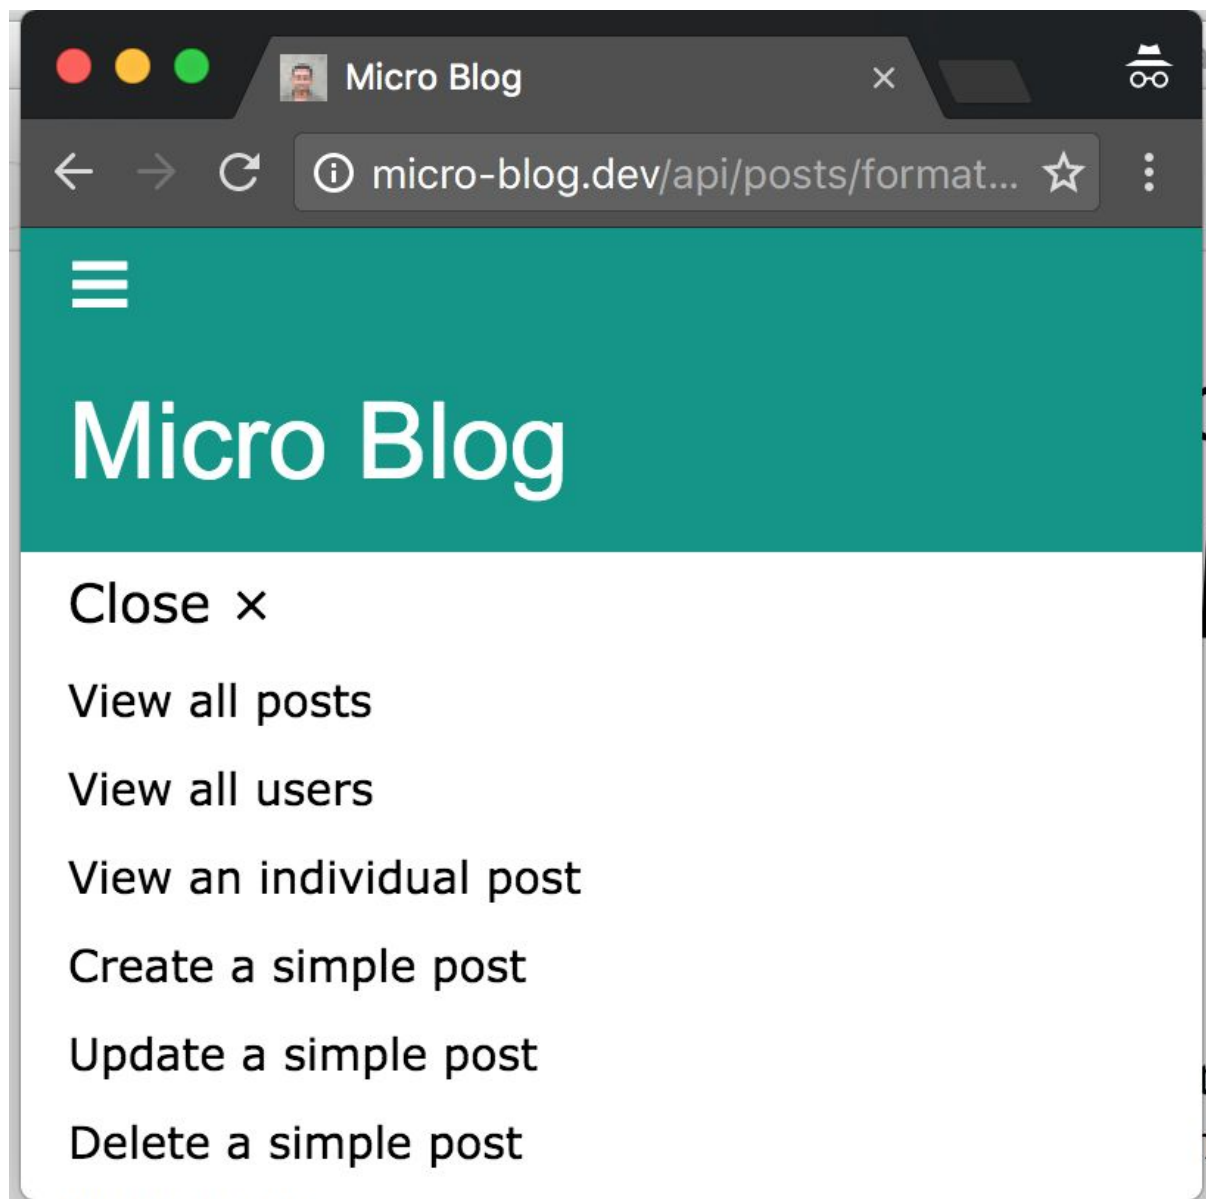 Micro Blog ×
micro-blog.dev/api/posts/format...
Micro Blog
Close ×
View all posts
View all users
View an individual post
Create a simple post
Update a simple post
Delete a simple post